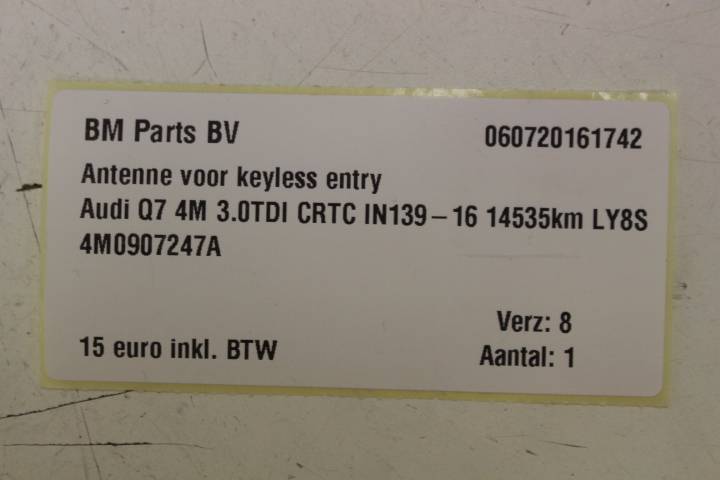 BM Parts BV 060720161742
Antenne voor keyless entry
Audi Q7 4M 3.0TDI CRTC IN139-16 14535km LY8S
4M0907247A
Verz: 8
15 euro inkl. BTW Aantal: 1